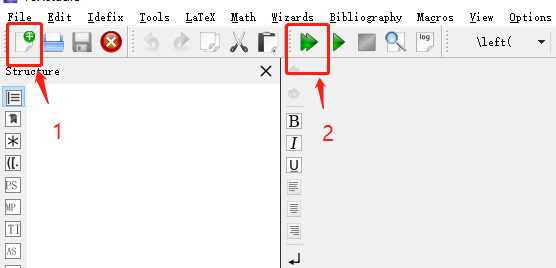 File Edit Idefix Tools LaTeX Math Wizards Bibliography Magros View Options
log
\left(
Structure
1
2
B
I
U
([.
PS
MP
TI
AS